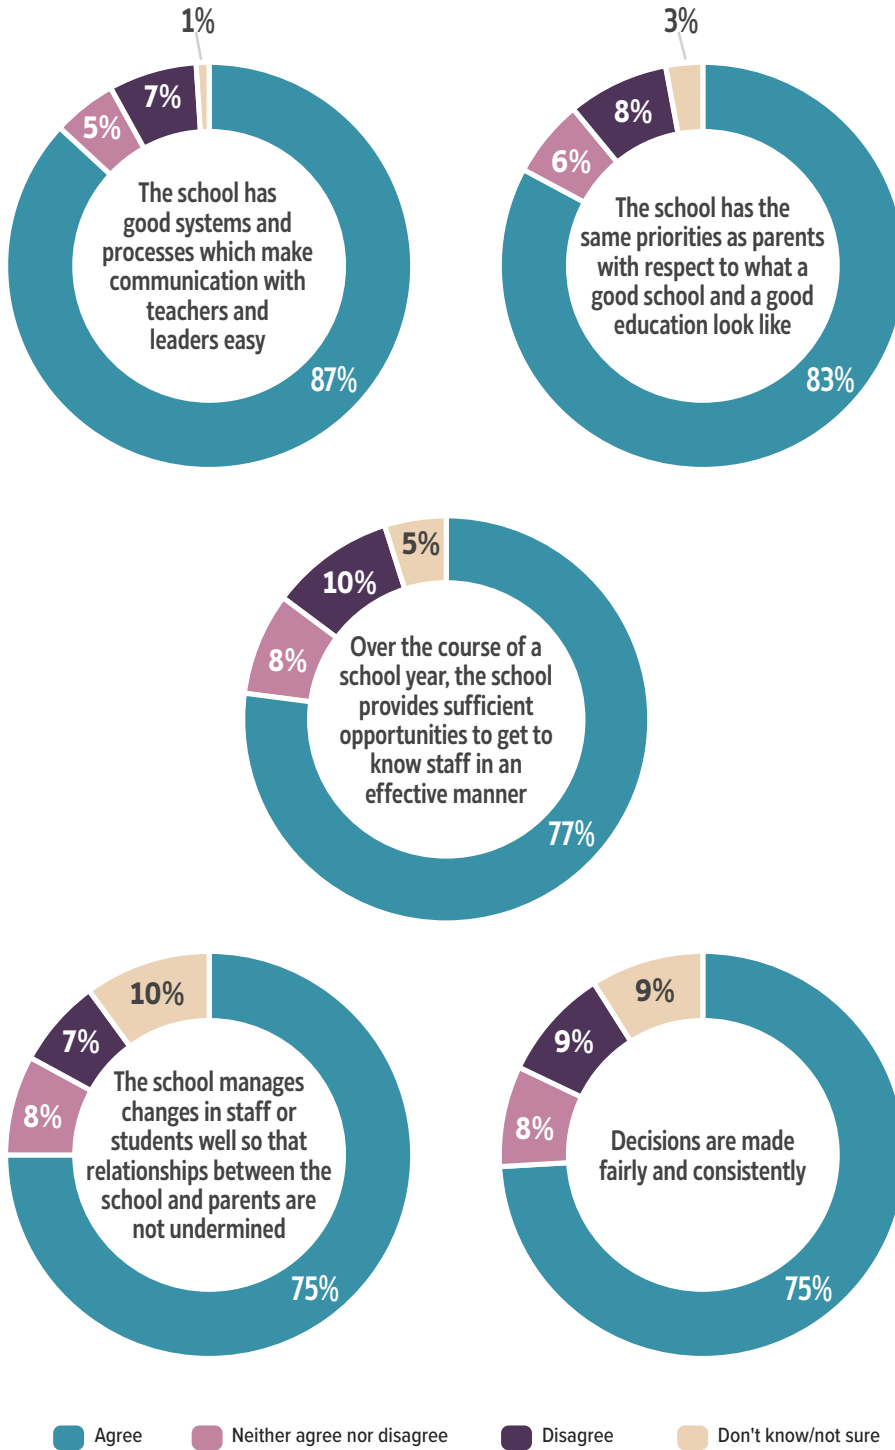 1%
3%
7%
5%
8%
6%
The school has
good systems and
processes which make
communication with
teachers and
leaders easy
The school has the
same priorities as parents
with respect to what a
good school and a good
education look like
87%
83%
5%
10%
8%
Over the course of a
school year, the school
provides sufficient
opportunities to get to
know staff in an
effective manner
77%
10%
7%
8%
The school manages
changes in staff or
students well so that
relationships between the
school and parents are
not undermined
75%
9%
9%
8%
Decisions are made
fairly and consistently
75%
Agree
Neither agree nor disagree
Disagree
Don't know/not sure